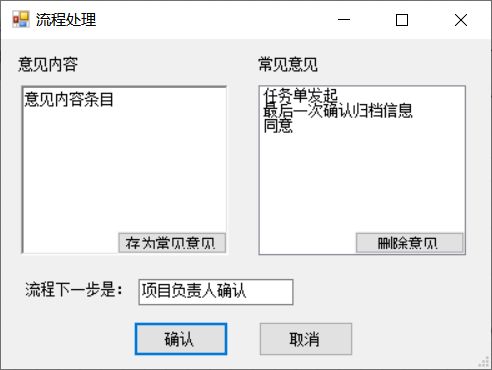 流程处理
意见内容
常见意见
意见内容条目
任务单发起
最后一次确认归档信息
同意
存为常见意见
删除意见
流程下一步是：
项目负责人确认
确认
取消